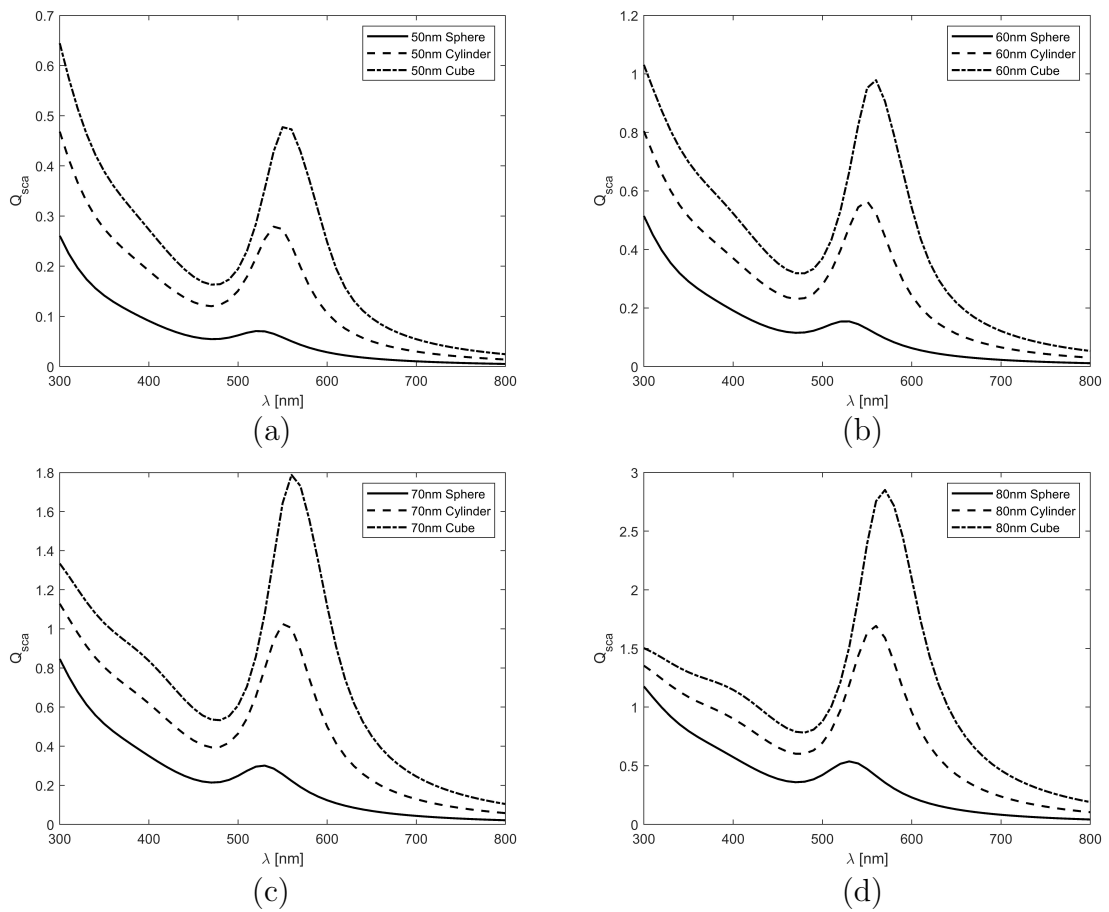 0.7
0.6
0.5
0.4
0.3
0.2
0.1
0
Q_sca
300 400 500 600 700 800
λ [nm]
50nm Sphere
50nm Cylinder
50nm Cube
(a)
1.2
1
0.8
0.6
0.4
0.2
0
Q_sca
300 400 500 600 700 800
λ [nm]
60nm Sphere
60nm Cylinder
60nm Cube
(b)
1.8
1.6
1.4
1.2
1
0.8
0.6
0.4
0.2
0
Q_sca
300 400 500 600 700 800
λ [nm]
70nm Sphere
70nm Cylinder
70nm Cube
(c)
3
2.5
2
1.5
1
0.5
0
Q_sca
300 400 500 600 700 800
λ [nm]
80nm Sphere
80nm Cylinder
80nm Cube
(d)